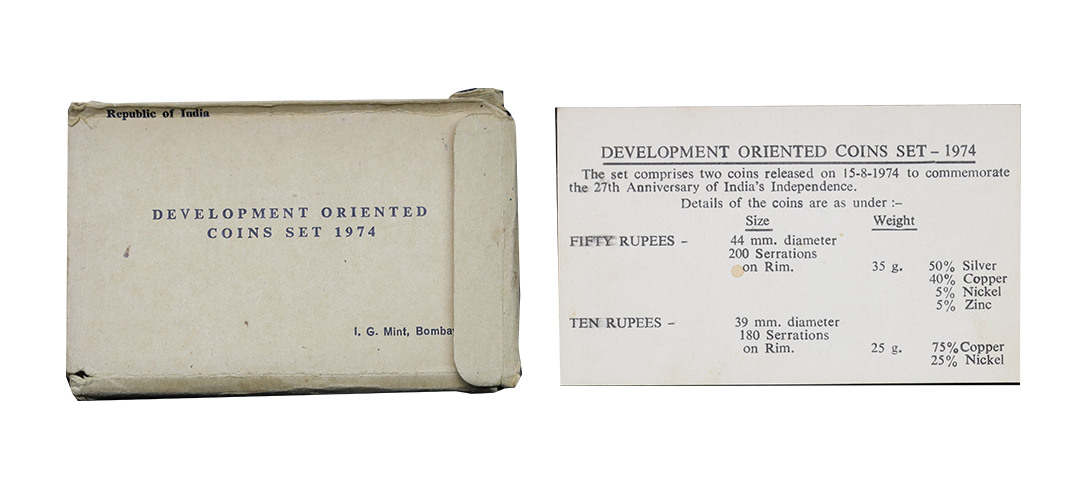 Republic of India
DEVELOPMENT ORIENTED
COINS SET 1974
I. G. Mint, Bombay
DEVELOPMENT ORIENTED COINS SET – 1974
The set comprises two coins released on 15-8-1974 to commemorate
the 27th Anniversary of India's Independence.
Details of the coins are as under :–
Size Weight
FIFTY RUPEES – 44 mm. diameter
200 Serrations
on Rim. 35 g. 50% Silver
40% Copper
5% Nickel
5% Zinc
TEN RUPEES – 39 mm. diameter
180 Serrations
on Rim. 25 g. 75% Copper
25% Nickel